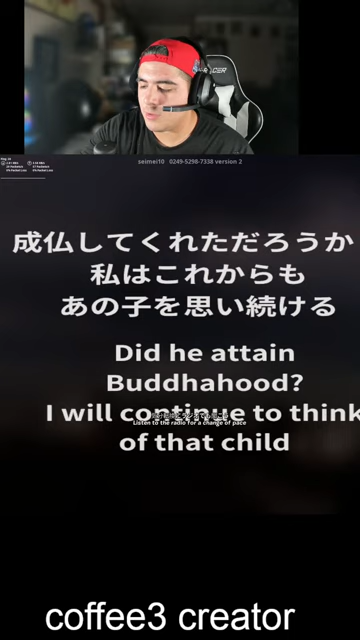 seimei10 0249-5298-7338 version 2
成仏してくれただろうか
私はこれからも
あの子を思い続ける
Did he attain
Buddhahood?
I will continue to think
of that child
Listen to the radio for a change of pace
coffee3 creator